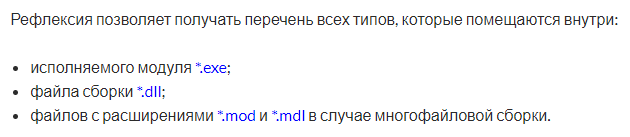 Рефлексия позволяет получать перечень всех типов, которые помещаются внутри:
• исполняемого модуля *.exe;
• файла сборки *.dll;
• файлов с расширениями *.mod и *.mdl в случае многофайловой сборки.